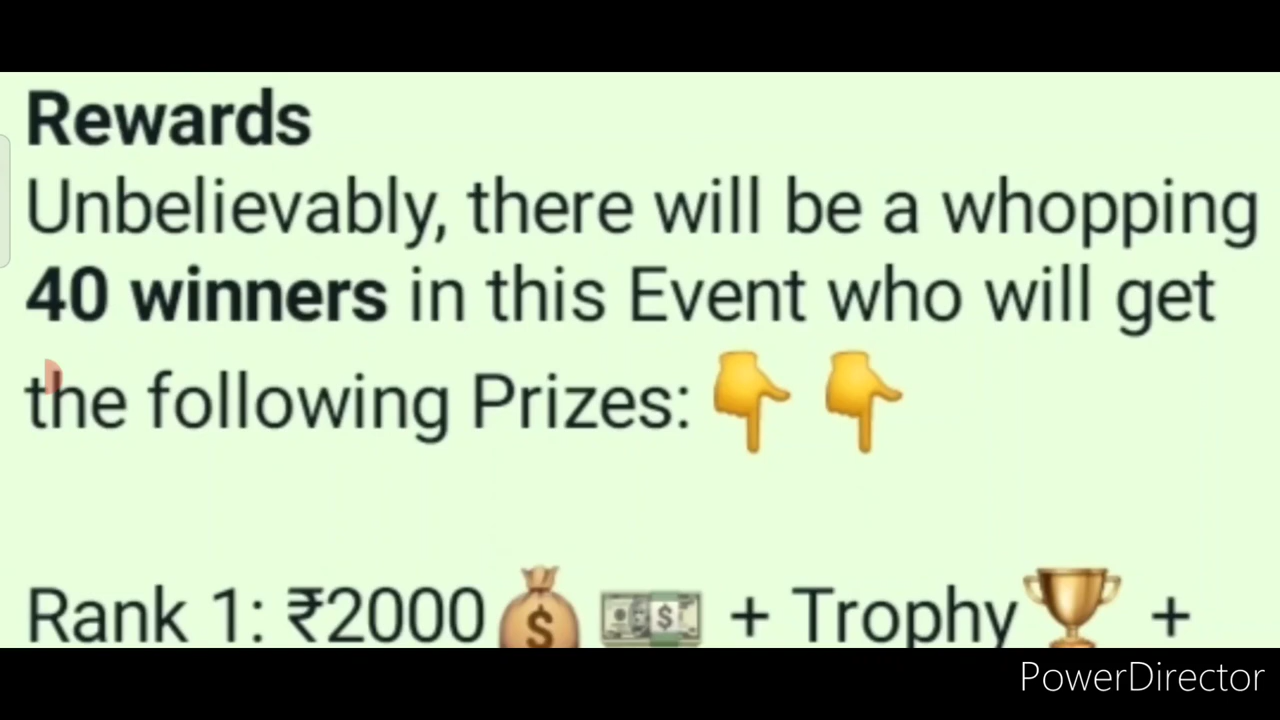 Rewards
Unbelievably, there will be a whopping
40 winners in this Event who will get
the following Prizes: 👇 👇
Rank 1: ₹2000💰 💵 + Trophy🏆 +
PowerDirector